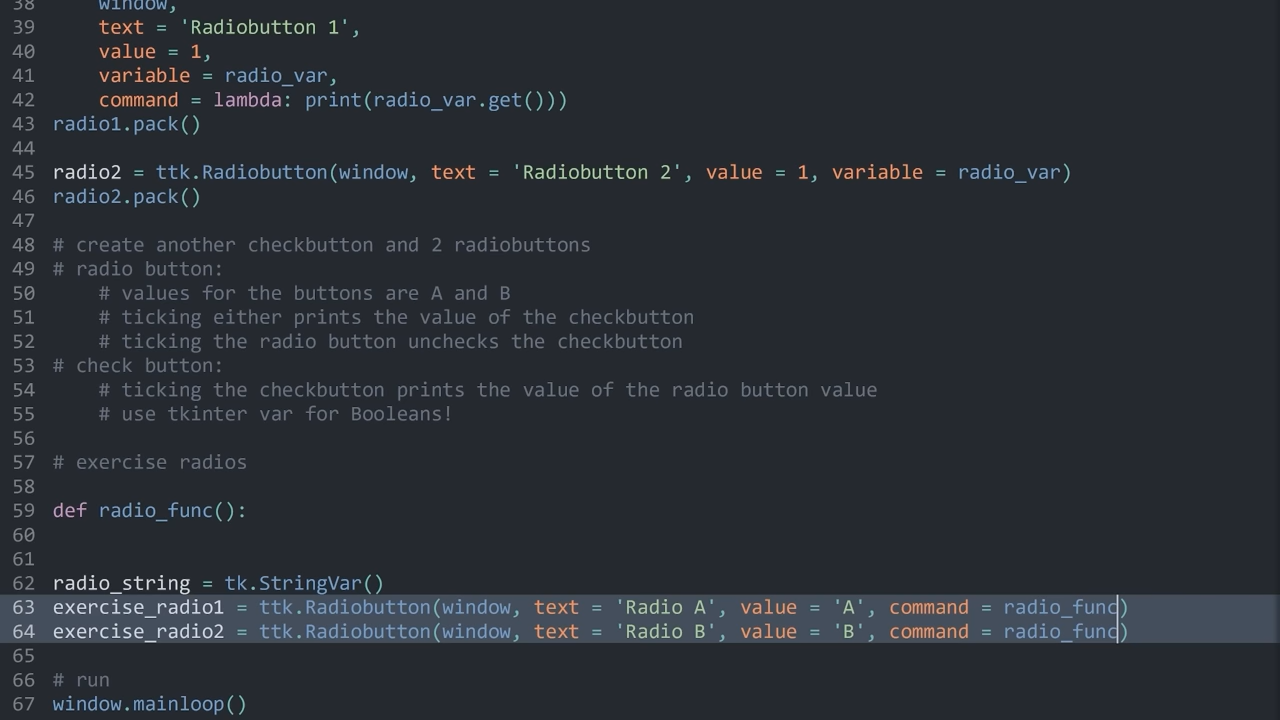 38     window,
39     text = 'Radiobutton 1',
40     value = 1,
41     variable = radio_var,
42     command = lambda: print(radio_var.get()))
43 radio1.pack()
44
45 radio2 = ttk.Radiobutton(window, text = 'Radiobutton 2', value = 1, variable = radio_var)
46 radio2.pack()
47
48 # create another checkbutton and 2 radiobuttons
49 # radio button:
50     # values for the buttons are A and B
51     # ticking either prints the value of the checkbutton
52     # ticking the radio button unchecks the checkbutton
53 # check button:
54     # ticking the checkbutton prints the value of the radio button value
55     # use tkinter var for Booleans!
56
57 # exercise radios
58
59 def radio_func():
60
61
62 radio_string = tk.StringVar()
63 exercise_radio1 = ttk.Radiobutton(window, text = 'Radio A', value = 'A', command = radio_func)
64 exercise_radio2 = ttk.Radiobutton(window, text = 'Radio B', value = 'B', command = radio_func)
65
66 # run
67 window.mainloop()